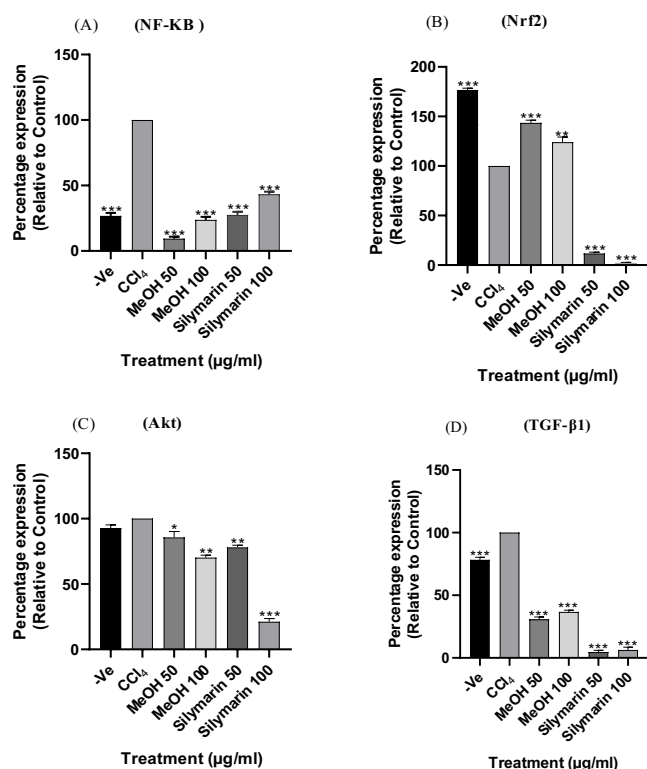 (A) (NF-KB )
Percentage expression
(Relative to Control)
150
100
50
0
***
***
***
***
***
-Ve
CCl₄
MeOH 50
MeOH 100
Silymarin 50
Silymarin 100
Treatment (µg/ml)
(B) (Nrf2)
Percentage expression
(Relative to Control)
200
150
100
50
0
***
***
**
***
***
-Ve
CCl₄
MeOH 50
MeOH 100
Silymarin 50
Silymarin 100
Treatment (µg/ml)
(C) (Akt)
Percentage expression
(Relative to Control)
150
100
50
0
*
**
**
***
-Ve
CCl₄
MeOH 50
MeOH 100
Silymarin 50
Silymarin 100
Treatment (µg/ml)
(D) (TGF-β1)
Percentage expression
(Relative to Control)
150
100
50
0
***
***
***
***
***
-Ve
CCl₄
MeOH 50
MeOH 100
Silymarin 50
Silymarin 100
Treatment (µg/ml)